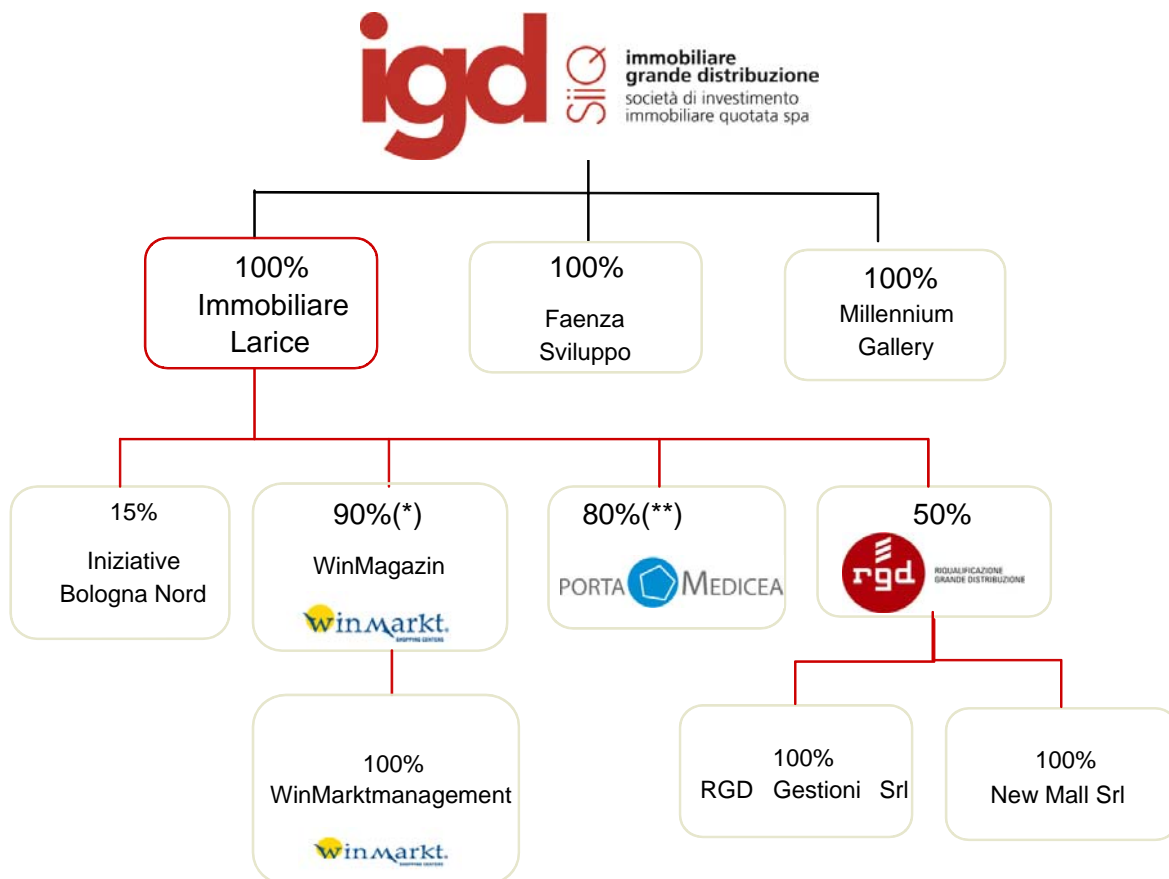 igd
SiiQ
immobiliare
grande distribuzione
società di investimento
immobiliare quotata spa
100%
Immobiliare
Larice
100%
Faenza
Sviluppo
100%
Millennium
Gallery
15%
Iniziative
Bologna Nord
90%(*)
WinMagazin
winmarkt.
SHOPPING CENTERS
80%(**)
PORTA MEDICEA
50%
rgd
RIQUALIFICAZIONE
GRANDE DISTRIBUZIONE
100%
WinMarktmanagement
winmarkt.
100%
RGD Gestioni Srl
100%
New Mall Srl